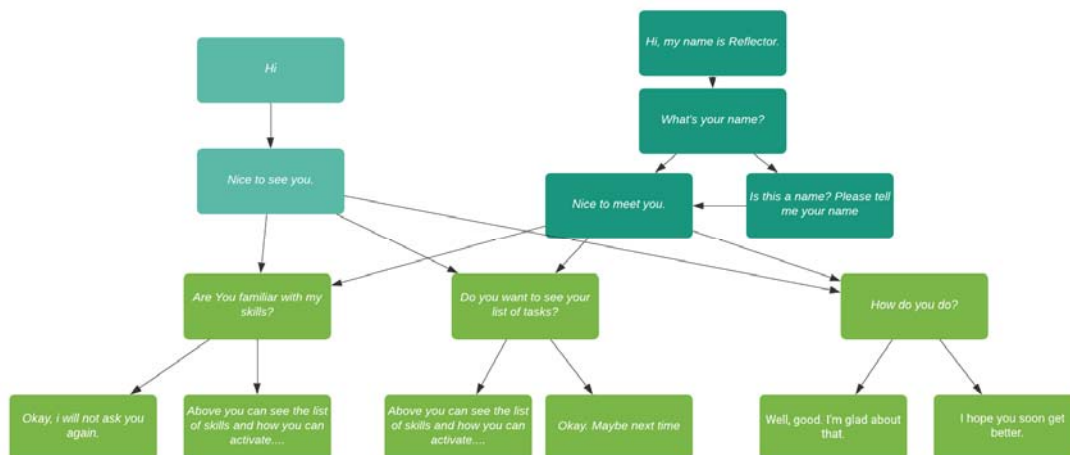 Hi, my name is Reflector.
Hi
What's your name?
Nice to see you.
Nice to meet you.
Is this a name? Please tell
me your name
Are You familiar with my
skills?
Do you want to see your
list of tasks?
How do you do?
Okay, i will not ask you
again.
Above you can see the list
of skills and how you can
activate....
Above you can see the list
of skills and how you can
activate....
Okay. Maybe next time
Well, good. I'm glad about
that.
I hope you soon get
better.